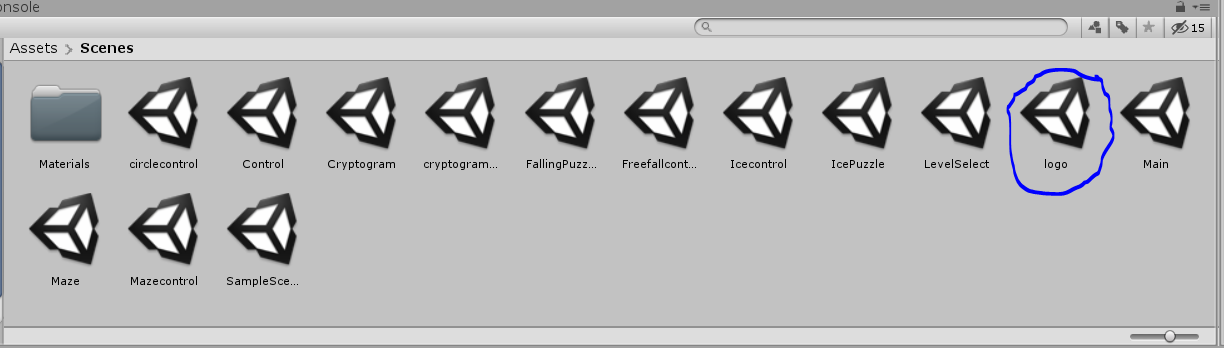 onsole
15
Assets > Scenes
Materials circlecontrol Control Cryptogram cryptogram... FallingPuzz... Freefallcont... Icecontrol IcePuzzle LevelSelect logo Main
Maze Mazecontrol SampleSce...